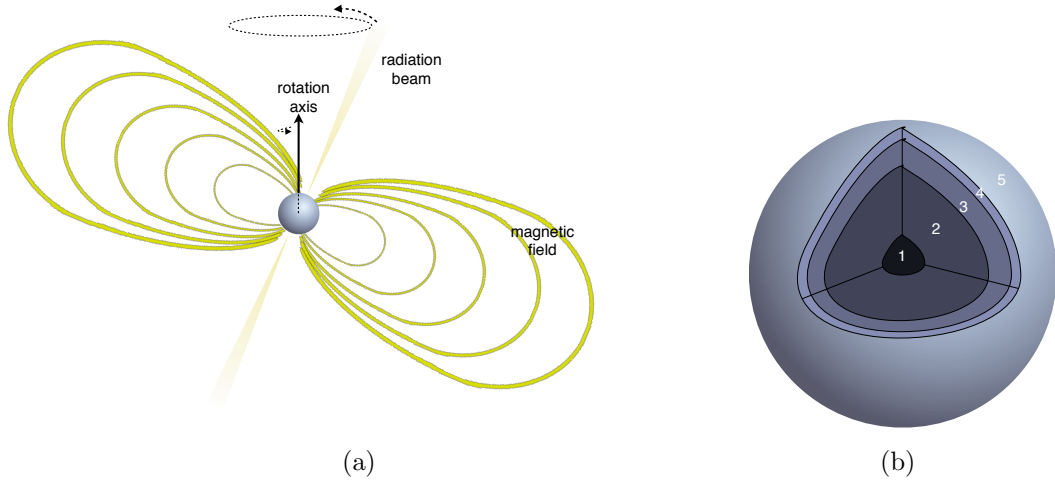 radiation
beam
rotation
axis
magnetic
field
(a)
5
4
3
2
1
(b)